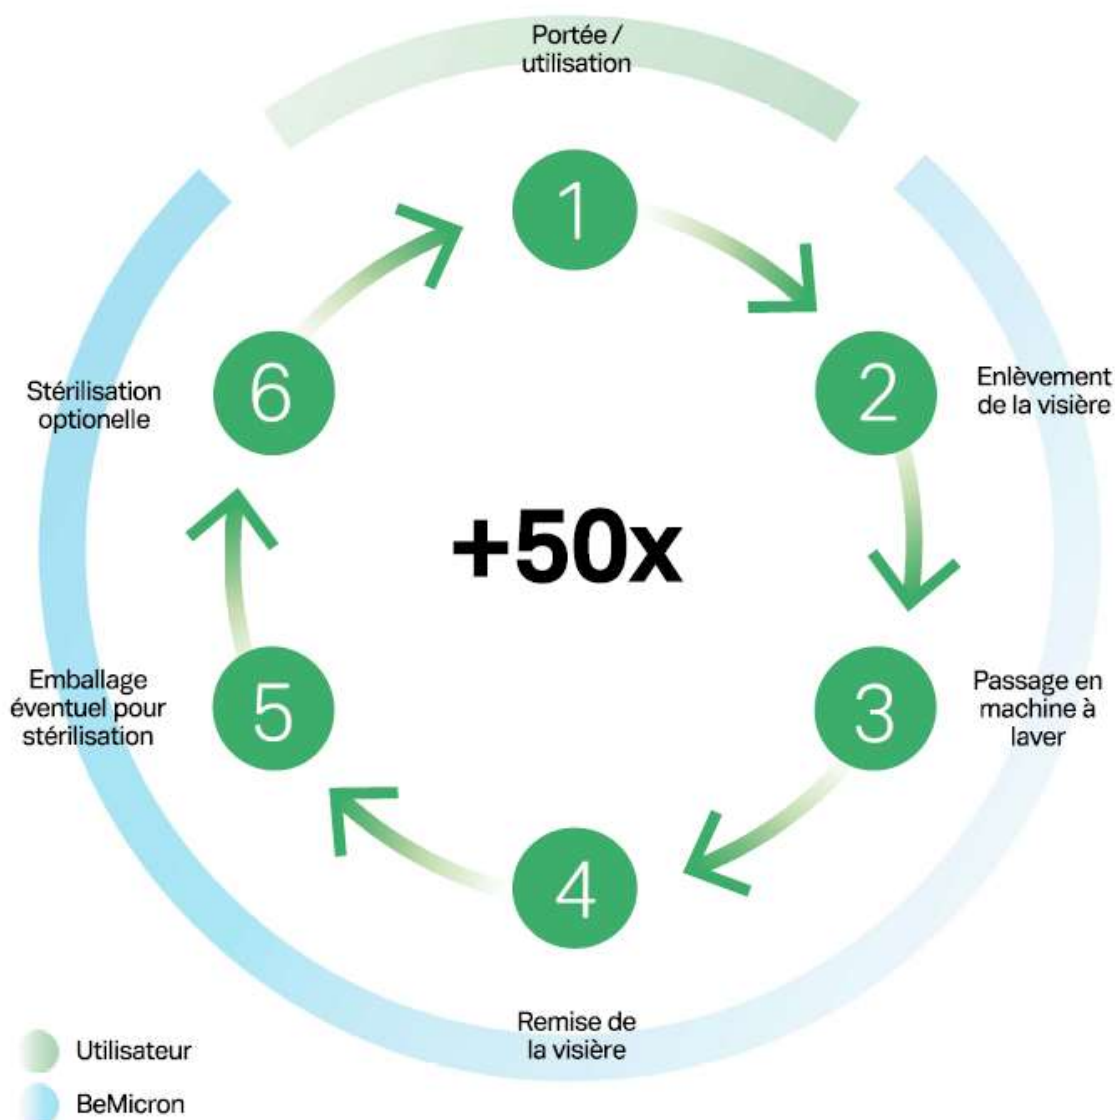 Portée /
utilisation
1
2
Enlèvement
de la visière
3
Passage en
machine à
laver
4
Remise de
la visière
5
Emballage
éventuel pour
stérilisation
6
Stérilisation
optionelle
+50x
Utilisateur
BeMicron